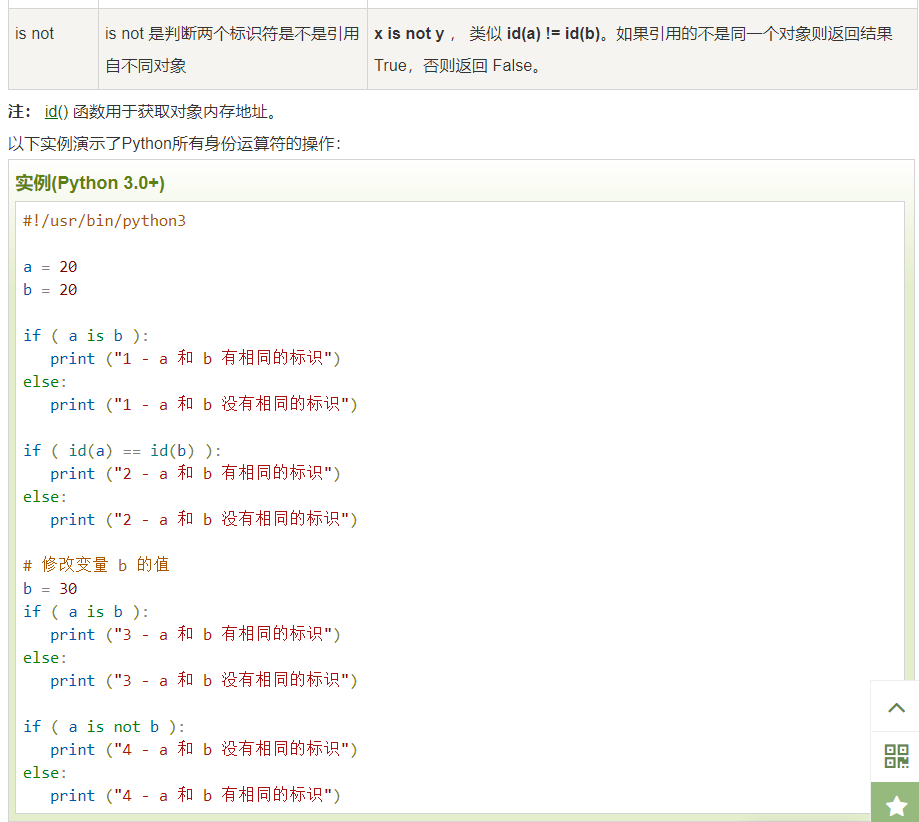 is not
is not 是判断两个标识符是不是引用
自不同对象
x is not y ， 类似 id(a) != id(b)。如果引用的不是同一个对象则返回结果
True，否则返回 False。
注： id() 函数用于获取对象内存地址。
以下实例演示了Python所有身份运算符的操作：
实例(Python 3.0+)
#!/usr/bin/python3
a = 20
b = 20
if ( a is b ):
   print ("1 - a 和 b 有相同的标识")
else:
   print ("1 - a 和 b 没有相同的标识")
if ( id(a) == id(b) ):
   print ("2 - a 和 b 有相同的标识")
else:
   print ("2 - a 和 b 没有相同的标识")
# 修改变量 b 的值
b = 30
if ( a is b ):
   print ("3 - a 和 b 有相同的标识")
else:
   print ("3 - a 和 b 没有相同的标识")
if ( a is not b ):
   print ("4 - a 和 b 没有相同的标识")
else:
   print ("4 - a 和 b 有相同的标识")